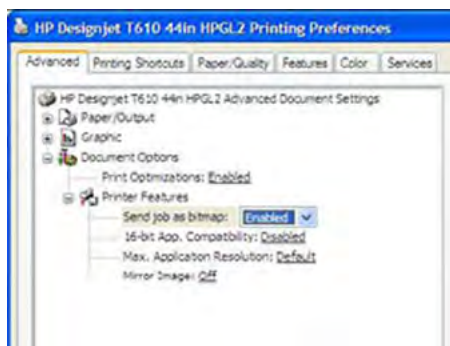 HP Designjet T610 44in HPGL2 Printing Preferences
Advanced Printing Shortcuts Paper/Quality Features Color Services
HP Designjet T610 44in HPGL2 Advanced Document Settings
Paper/Output
Graphic
Document Options
Print Optimizations: Enabled
Printer Features
Send job as bitmap: Enabled
16-bit App. Compatibility: Disabled
Max. Application Resolution: Default
Mirror Image: Off